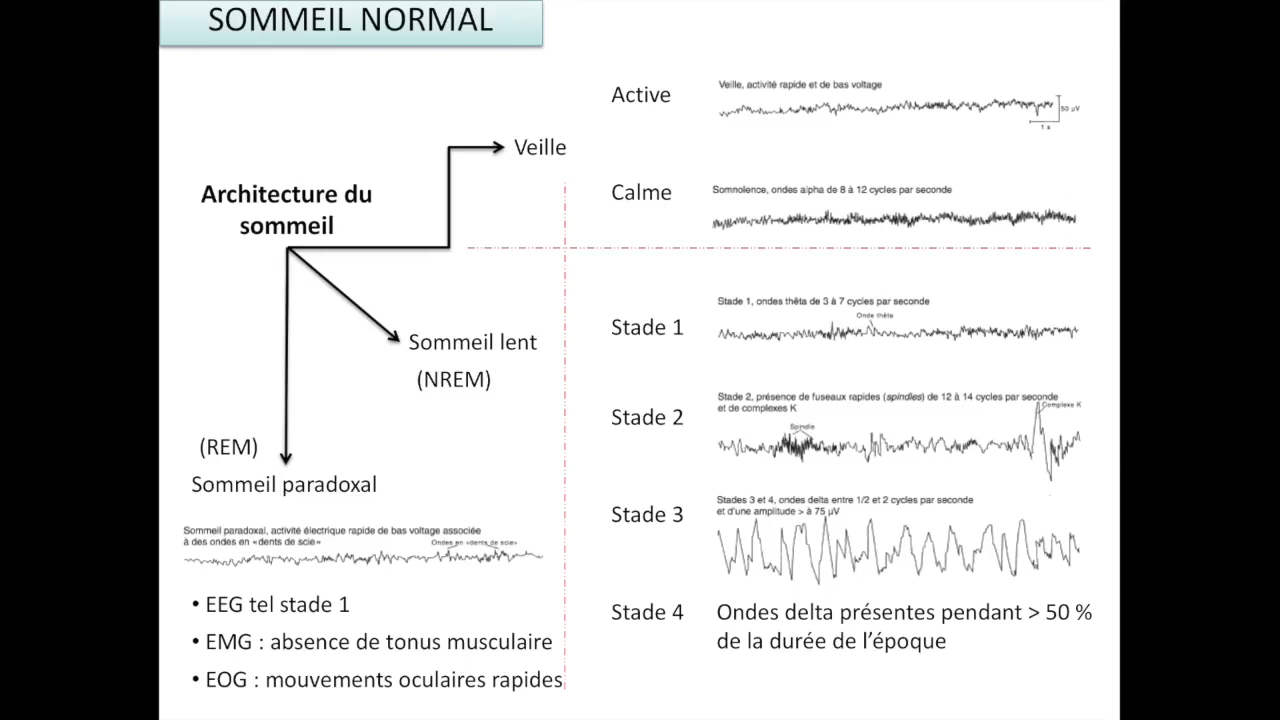 SOMMEIL NORMAL
Architecture du
sommeil
Veille
Sommeil lent
(NREM)
(REM)
Sommeil paradoxal
Sommeil paradoxal, activité électrique rapide de bas voltage associée
à des ondes en «dents de scie»
Ondes en «dents de scie»
• EEG tel stade 1
• EMG : absence de tonus musculaire
• EOG : mouvements oculaires rapides
Active
Veille, activité rapide et de bas voltage
50 µV
1 s
Calme
Somnolence, ondes alpha de 8 à 12 cycles par seconde
Stade 1
Stade 1, ondes thêta de 3 à 7 cycles par seconde
Onde thêta
Stade 2
Stade 2, présence de fuseaux rapides (spindles) de 12 à 14 cycles par seconde
et de complexes K
Complexe K
Spindle
Stade 3
Stades 3 et 4, ondes delta entre 1/2 et 2 cycles par seconde
et d'une amplitude > à 75 µV
Stade 4
Ondes delta présentes pendant > 50 %
de la durée de l’époque